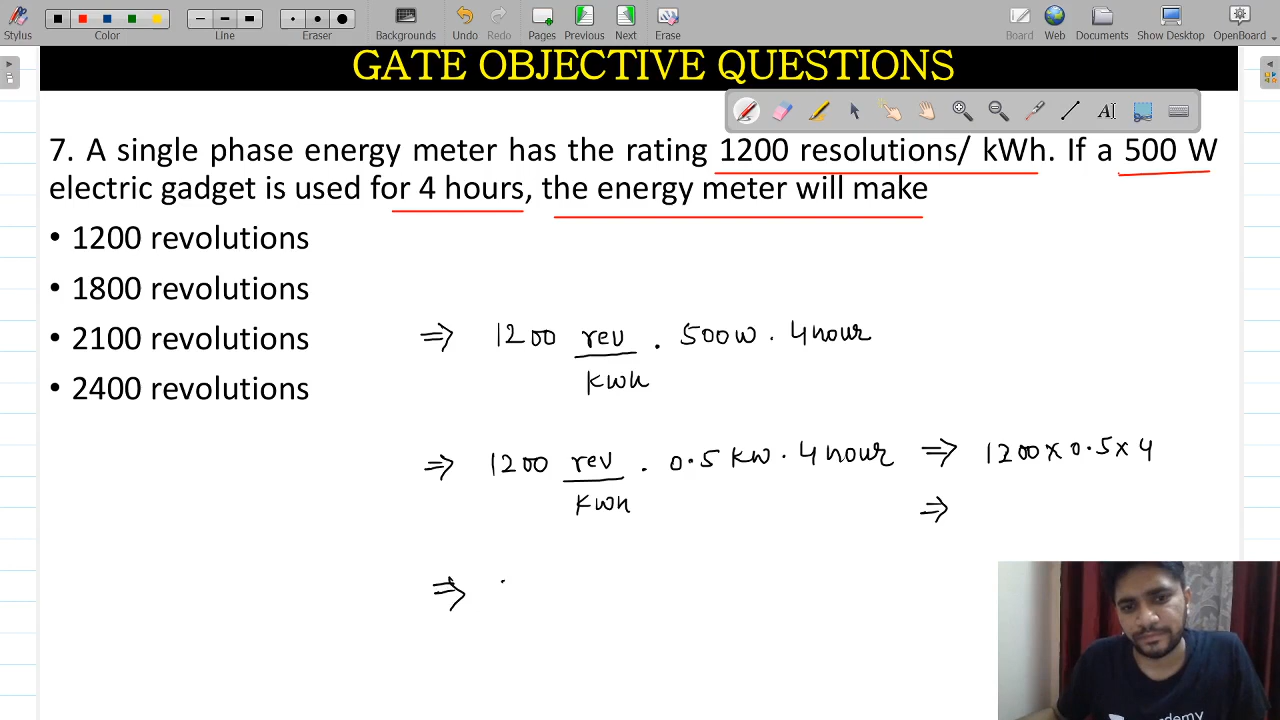 Stylus
Color
Line
Eraser
Backgrounds
Undo
Redo
Pages
Previous
Next
Erase
Board
Web
Documents
Show Desktop
OpenBoard
GATE OBJECTIVE QUESTIONS
7. A single phase energy meter has the rating 1200 resolutions/ kWh. If a 500 W
electric gadget is used for 4 hours, the energy meter will make
• 1200 revolutions
• 1800 revolutions
• 2100 revolutions
• 2400 revolutions
⇒ 1200 rev/kwh . 500w . 4 hour
⇒ 1200 rev/kwh . 0.5 kw . 4 hour ⇒ 1200 x 0.5 x 4
⇒
⇒